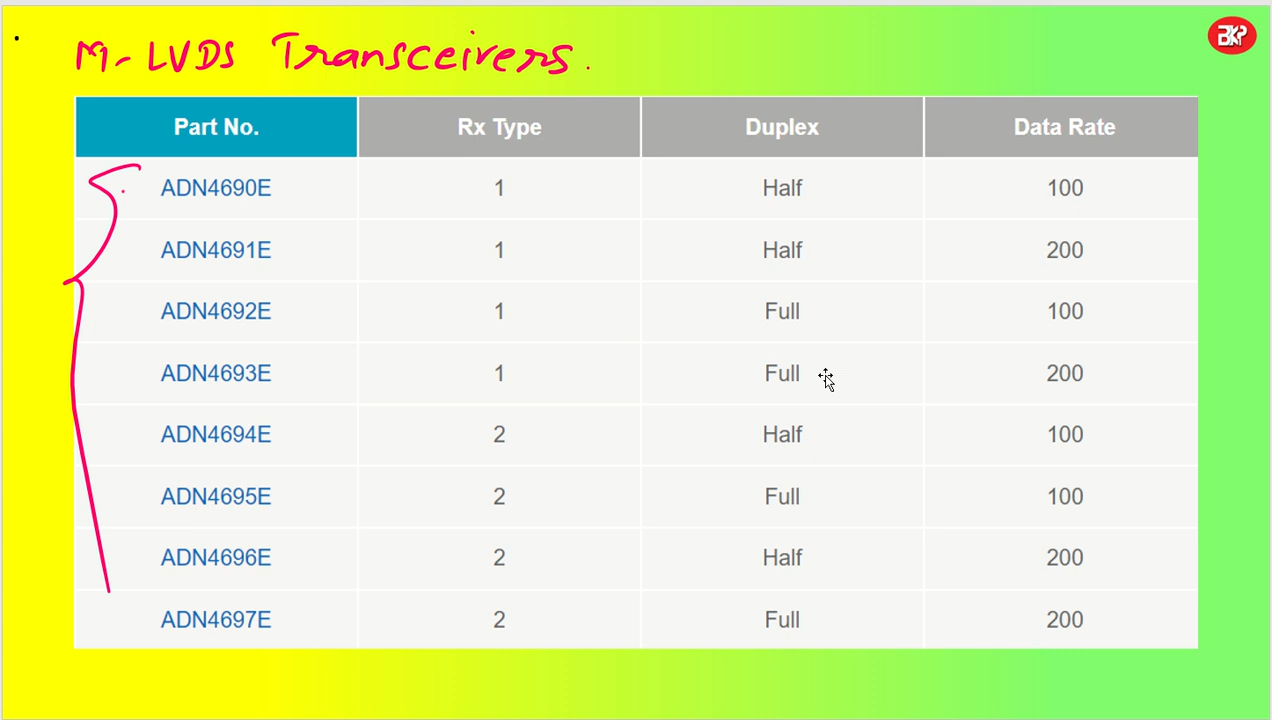 M-LVDS Transceivers.
BKP
Part No. Rx Type Duplex Data Rate
ADN4690E 1 Half 100
ADN4691E 1 Half 200
ADN4692E 1 Full 100
ADN4693E 1 Full 200
ADN4694E 2 Half 100
ADN4695E 2 Full 100
ADN4696E 2 Half 200
ADN4697E 2 Full 200